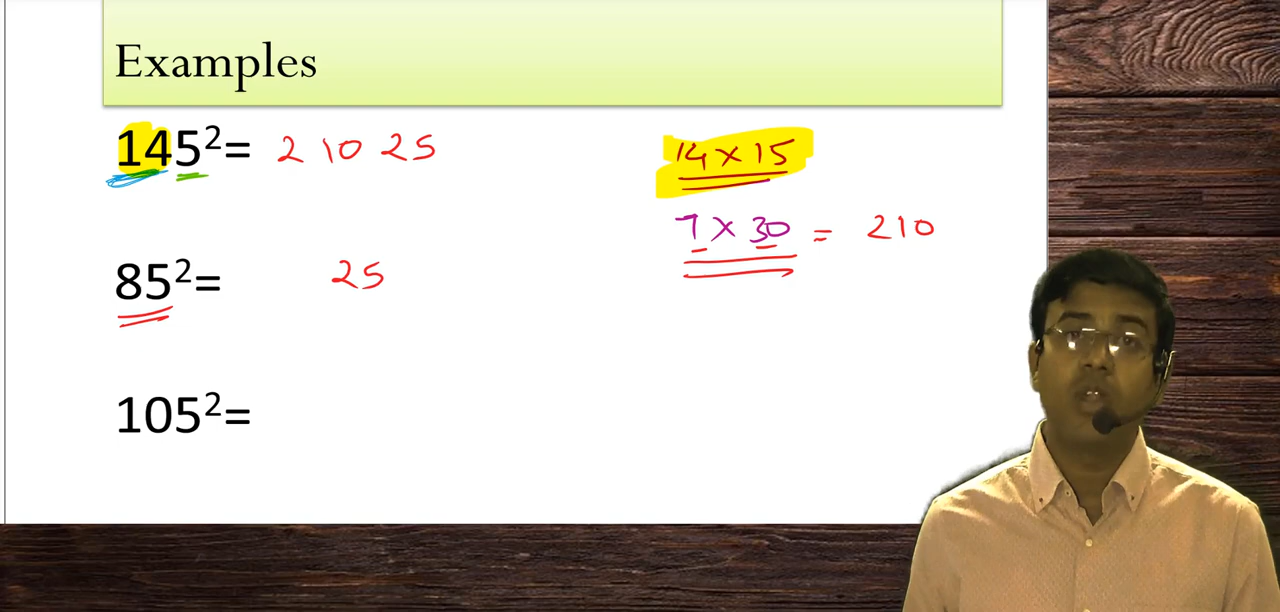 Examples
145²= 2 10 25
14 × 15
7 × 30 = 210
85²= 25
105²=